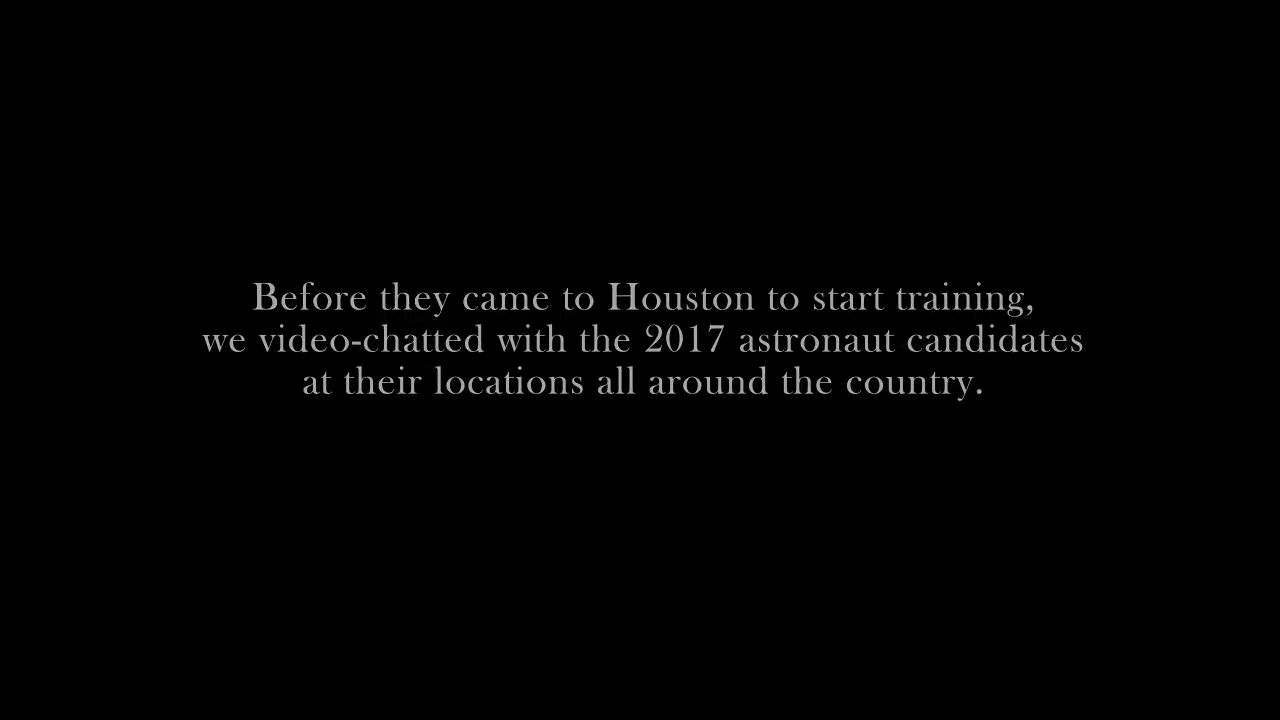 Before they came to Houston to start training,
we video-chatted with the 2017 astronaut candidates
at their locations all around the country.